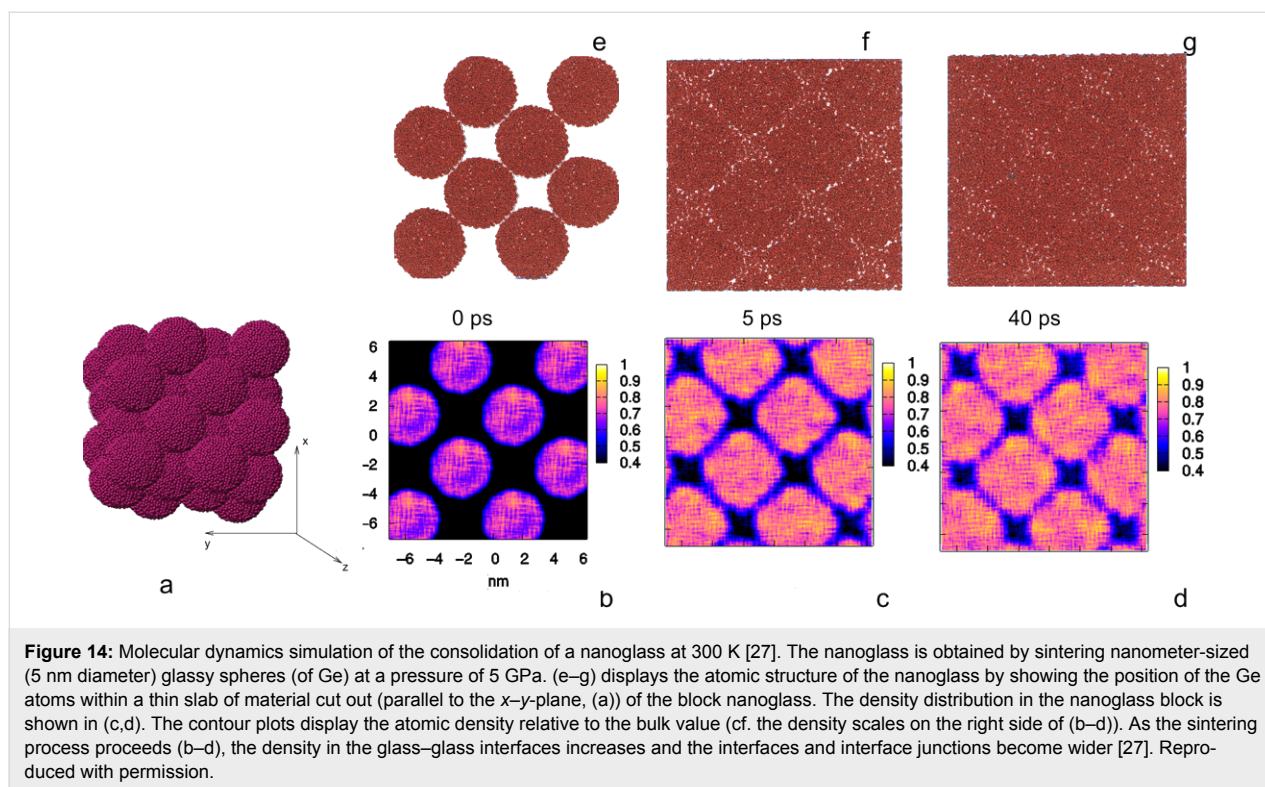 e
f
g
0 ps
5 ps
40 ps
6
4
2
0
−2
−4
−6
−6 −4 −2 0 2 4 6
nm
1
0.9
0.8
0.7
0.6
0.5
0.4
1
0.9
0.8
0.7
0.6
0.5
0.4
1
0.9
0.8
0.7
0.6
0.5
0.4
x
y
z
a
b
c
d
Figure 14: Molecular dynamics simulation of the consolidation of a nanoglass at 300 K [27]. The nanoglass is obtained by sintering nanometer-sized
(5 nm diameter) glassy spheres (of Ge) at a pressure of 5 GPa. (e–g) displays the atomic structure of the nanoglass by showing the position of the Ge
atoms within a thin slab of material cut out (parallel to the x–y-plane, (a)) of the block nanoglass. The density distribution in the nanoglass block is
shown in (c,d). The contour plots display the atomic density relative to the bulk value (cf. the density scales on the right side of (b–d)). As the sintering
process proceeds (b–d), the density in the glass–glass interfaces increases and the interfaces and interface junctions become wider [27]. Repro-
duced with permission.